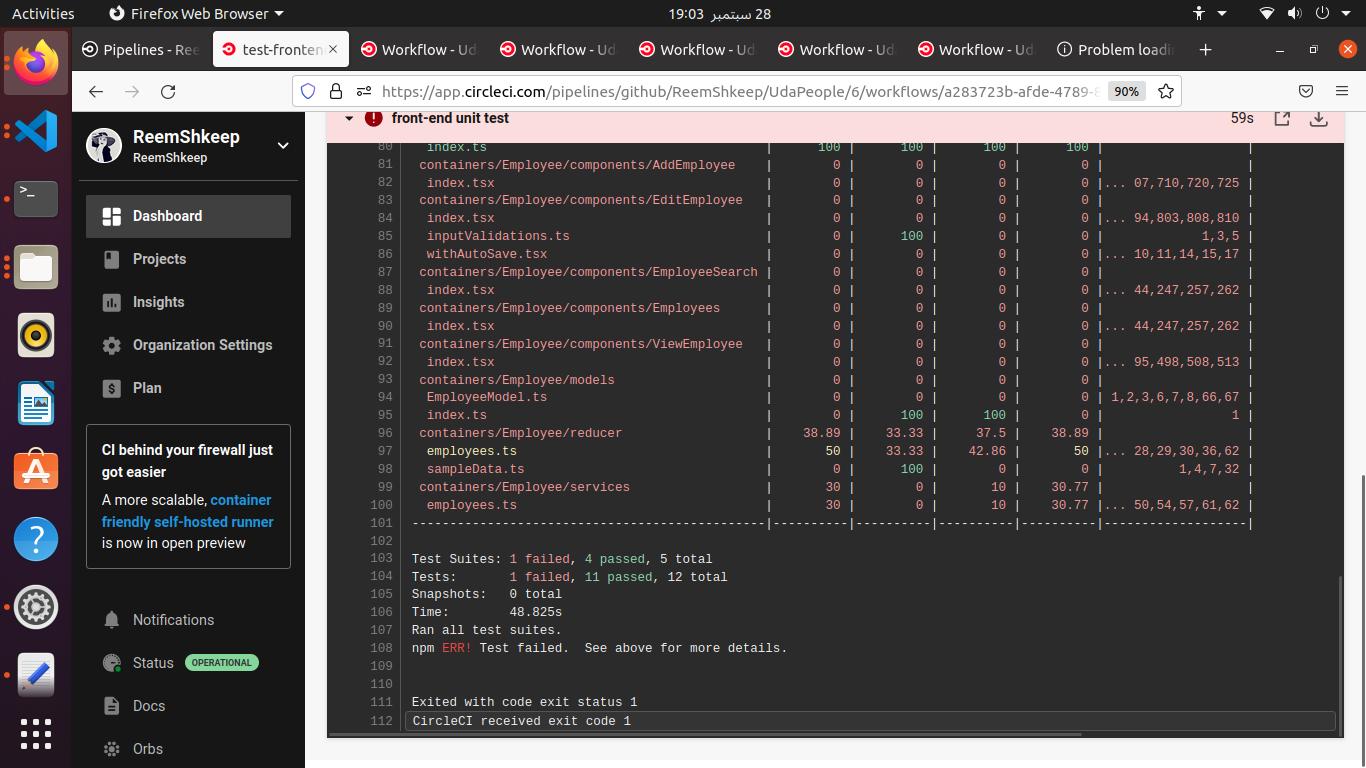 Activities Firefox Web Browser 28 سبتمبر 19:03
Pipelines - Ree test-fronten Workflow - Uda Workflow - Uda Workflow - Uda Workflow - Uda Workflow - Ud Problem loadin
https://app.circleci.com/pipelines/github/ReemShkeep/UdaPeople/6/workflows/a283723b-afde-4789-8 90%
ReemShkeep
ReemShkeep
Dashboard
Projects
Insights
Organization Settings
Plan
CI behind your firewall just
got easier
A more scalable, container
friendly self-hosted runner
is now in open preview
Notifications
Status OPERATIONAL
Docs
Orbs
front-end unit test 59s
80 index.ts | 100 | 100 | 100 | 100 | |
81 containers/Employee/components/AddEmployee | 0 | 0 | 0 | 0 | |
82 index.tsx | 0 | 0 | 0 | 0 |... 07,710,720,725 |
83 containers/Employee/components/EditEmployee | 0 | 0 | 0 | 0 | |
84 index.tsx | 0 | 0 | 0 | 0 |... 94,803,808,810 |
85 inputValidations.ts | 0 | 100 | 0 | 0 | 1,3,5 |
86 withAutoSave.tsx | 0 | 0 | 0 | 0 |... 10,11,14,15,17 |
87 containers/Employee/components/EmployeeSearch | 0 | 0 | 0 | 0 | |
88 index.tsx | 0 | 0 | 0 | 0 |... 44,247,257,262 |
89 containers/Employee/components/Employees | 0 | 0 | 0 | 0 | |
90 index.tsx | 0 | 0 | 0 | 0 |... 44,247,257,262 |
91 containers/Employee/components/ViewEmployee | 0 | 0 | 0 | 0 | |
92 index.tsx | 0 | 0 | 0 | 0 |... 95,498,508,513 |
93 containers/Employee/models | 0 | 0 | 0 | 0 | |
94 EmployeeModel.ts | 0 | 0 | 0 | 0 | 1,2,3,6,7,8,66,67 |
95 index.ts | 0 | 100 | 100 | 0 | 1 |
96 containers/Employee/reducer | 38.89 | 33.33 | 37.5 | 38.89 | |
97 employees.ts | 50 | 33.33 | 42.86 | 50 |... 28,29,30,36,62 |
98 sampleData.ts | 0 | 100 | 0 | 0 | 1,4,7,32 |
99 containers/Employee/services | 30 | 0 | 10 | 30.77 | |
100 employees.ts | 30 | 0 | 10 | 30.77 |... 50,54,57,61,62 |
101 -----------------------------------------------|----------|----------|----------|----------|-------------------|
102
103 Test Suites: 1 failed, 4 passed, 5 total
104 Tests: 1 failed, 11 passed, 12 total
105 Snapshots: 0 total
106 Time: 48.825s
107 Ran all test suites.
108 npm ERR! Test failed. See above for more details.
109
110
111 Exited with code exit status 1
112 CircleCI received exit code 1